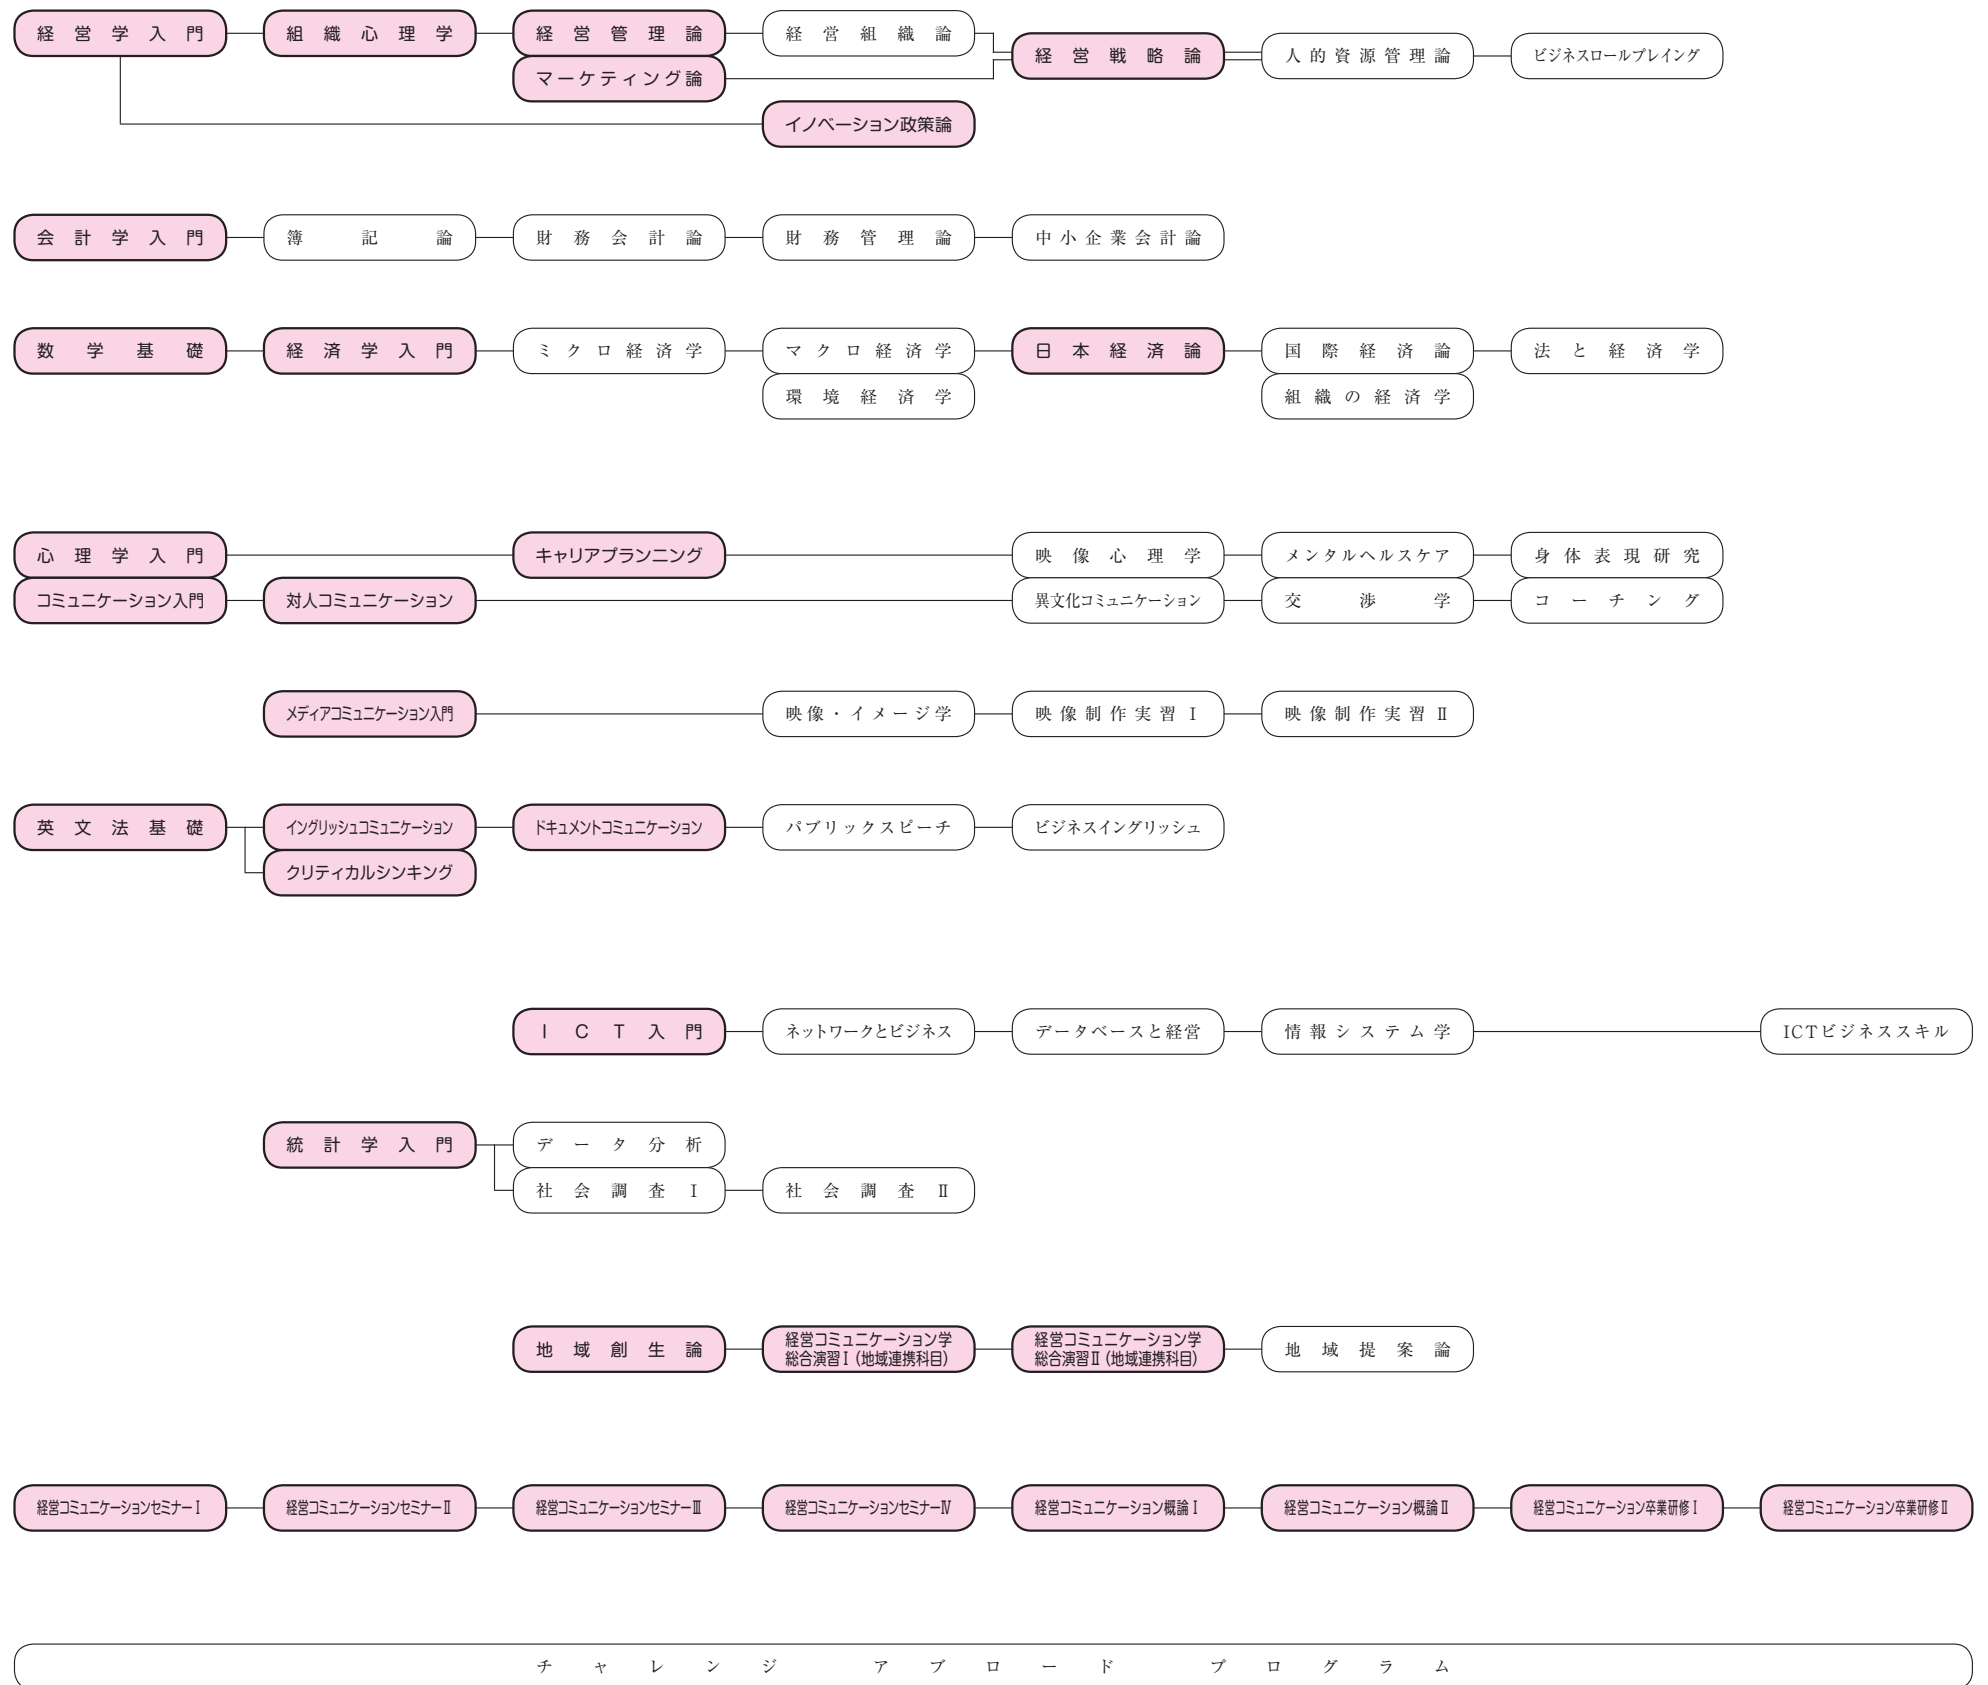 経営学入門
組織心理学
経営管理論
経営組織論
マーケティング論
経営戦略論
人的資源管理論
ビジネスロールプレイング
イノベーション政策論
会計学入門
簿記論
財務会計論
財務管理論
中小企業会計論
数学基礎
経済学入門
ミクロ経済学
マクロ経済学
日本経済論
国際経済論
法と経済学
環境経済学
組織の経済学
心理学入門
キャリアプランニング
映像心理学
メンタルヘルスケア
身体表現研究
コミュニケーション入門
対人コミュニケーション
異文化コミュニケーション
交渉学
コーチング
メディアコミュニケーション入門
映像・イメージ学
映像制作実習Ⅰ
映像制作実習Ⅱ
英文法基礎
イングリッシュコミュニケーション
ドキュメントコミュニケーション
パブリックスピーチ
ビジネスイングリッシュ
クリティカルシンキング
ICT入門
ネットワークとビジネス
データベースと経営
情報システム学
ICTビジネススキル
統計学入門
データ分析
社会調査Ⅰ
社会調査Ⅱ
地域創生論
経営コミュニケーション学
総合演習Ⅰ(地域連携科目)
経営コミュニケーション学
総合演習Ⅱ(地域連携科目)
地域提案論
経営コミュニケーションセミナーⅠ
経営コミュニケーションセミナーⅡ
経営コミュニケーションセミナーⅢ
経営コミュニケーションセミナーⅣ
経営コミュニケーション概論Ⅰ
経営コミュニケーション概論Ⅱ
経営コミュニケーション卒業研修Ⅰ
経営コミュニケーション卒業研修Ⅱ
チャレンジ アブロード プログラム